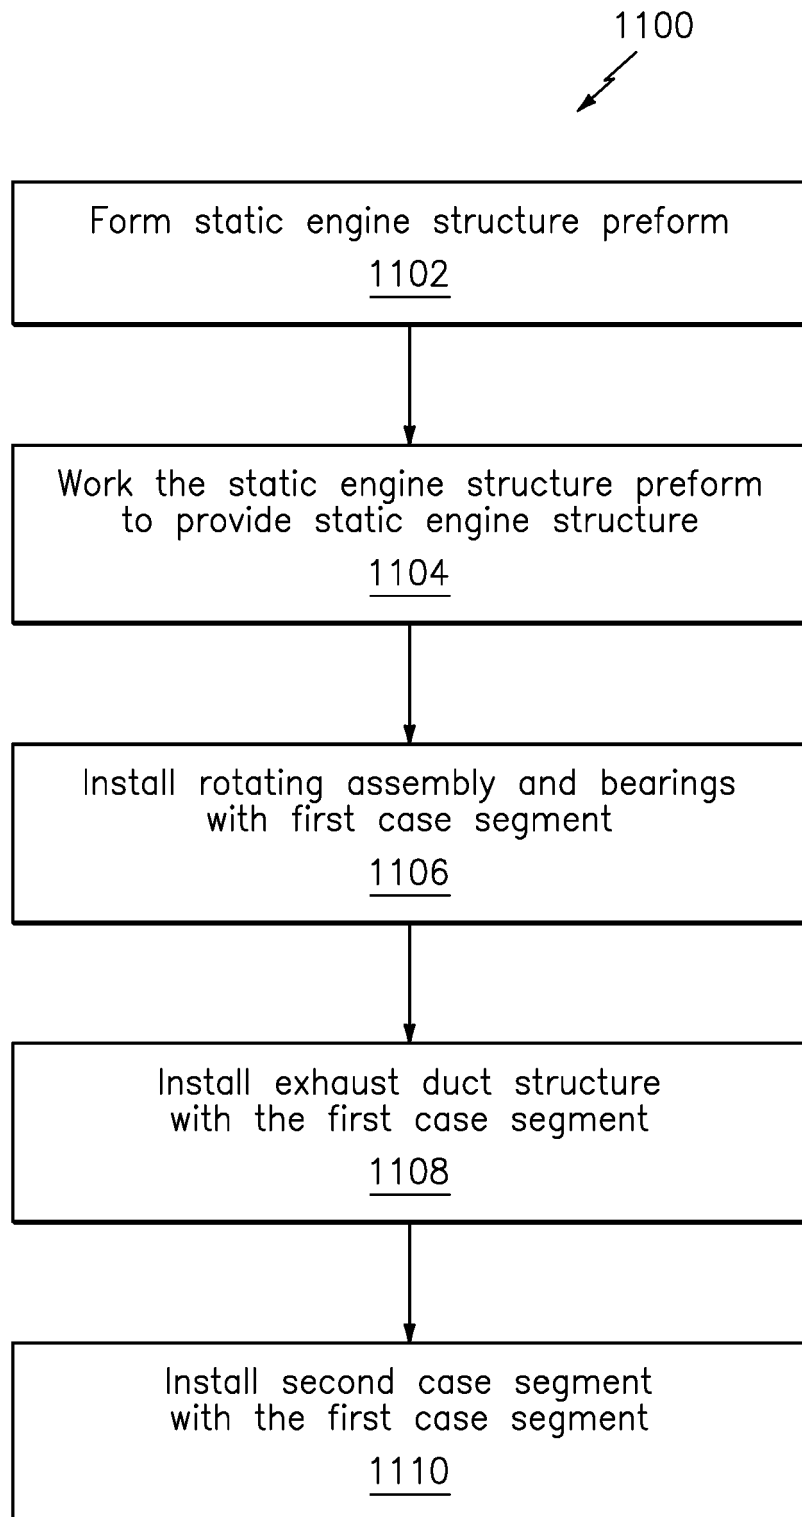 1100
Form static engine structure preform
1102
Work the static engine structure preform
to provide static engine structure
1104
Install rotating assembly and bearings
with first case segment
1106
Install exhaust duct structure
with the first case segment
1108
Install second case segment
with the first case segment
1110